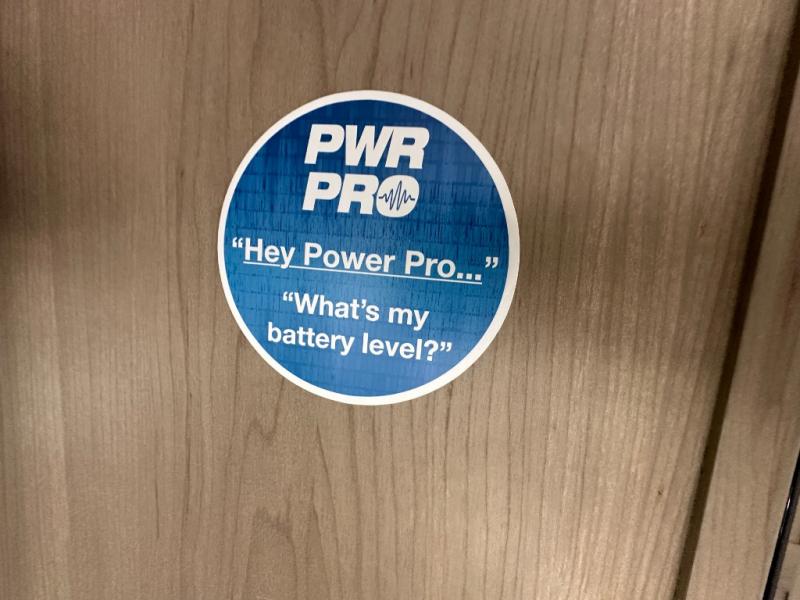 PWR
PRO
“Hey Power Pro...”
“What’s my
battery level?”